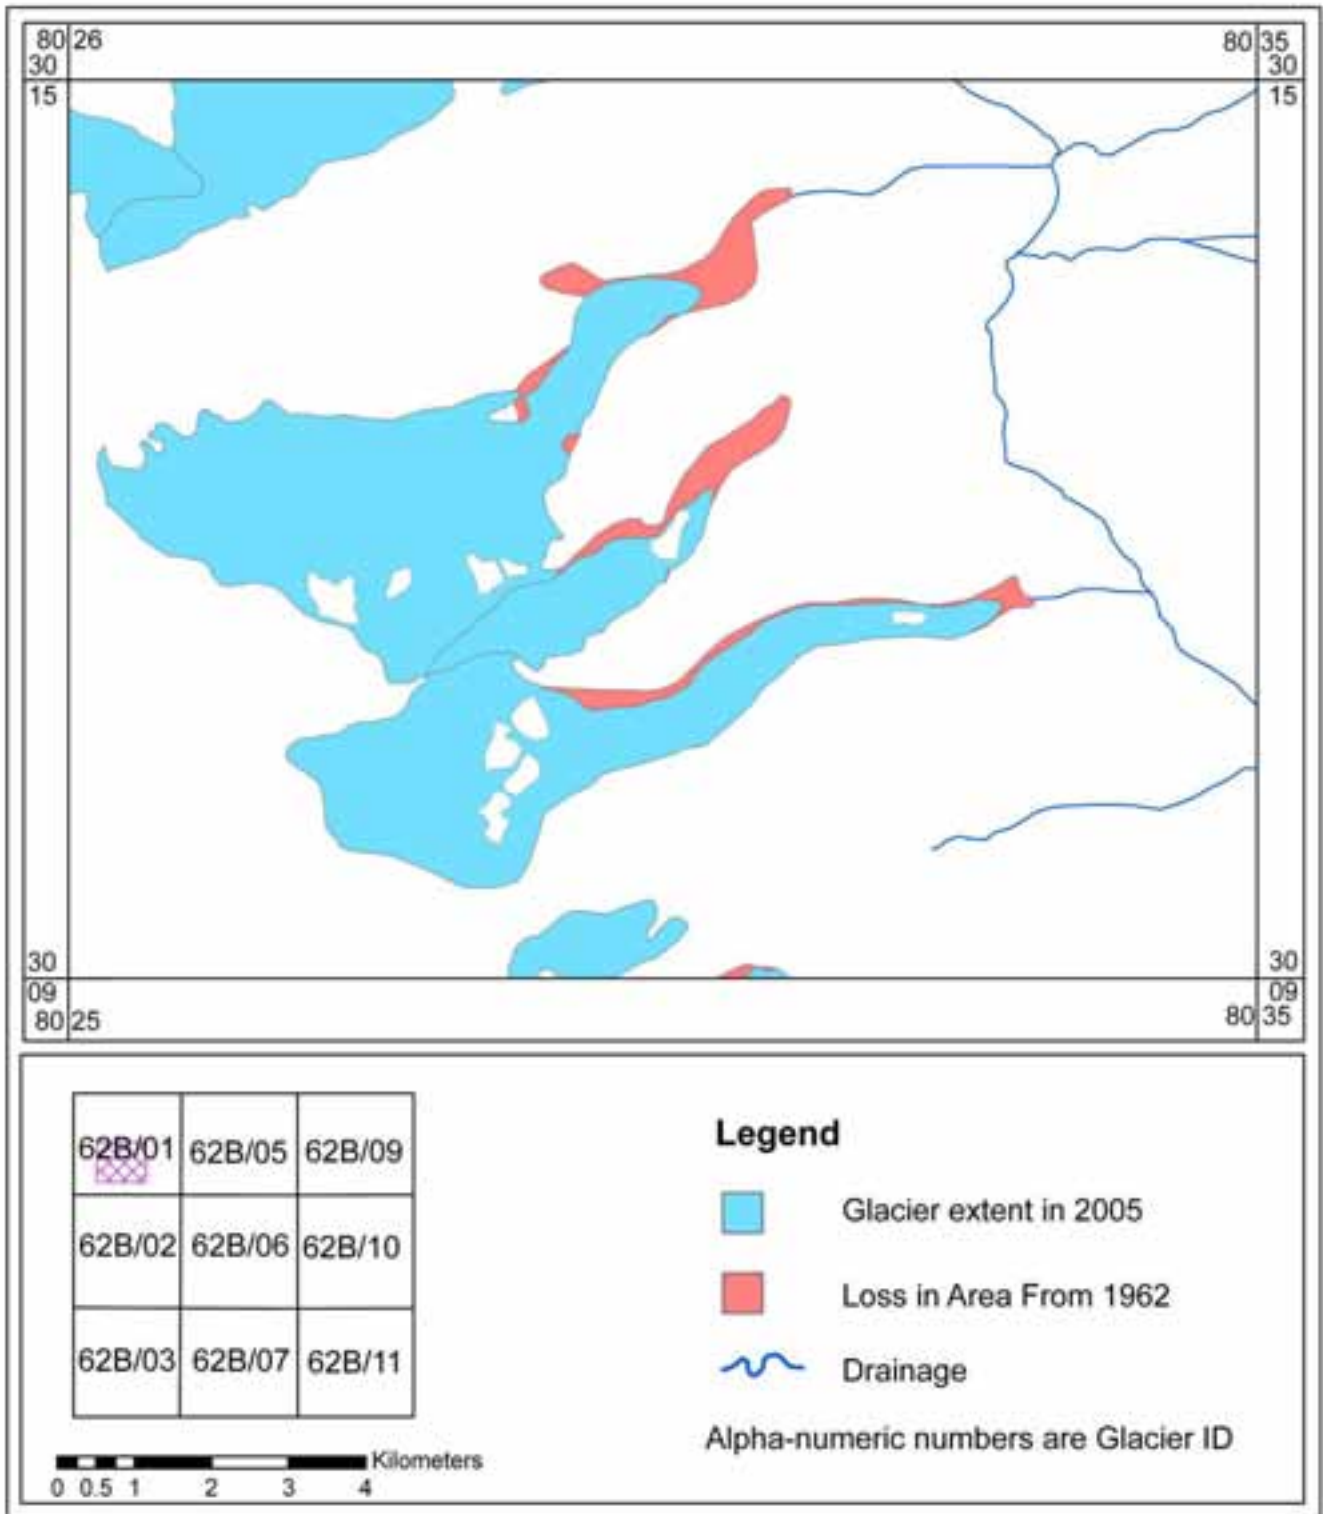 80 26
30
15
80 35
30
15
30
09
80 25
30
09
80 35
62B/01 62B/05 62B/09
62B/02 62B/06 62B/10
62B/03 62B/07 62B/11
Kilometers
0 0.5 1 2 3 4
Legend
Glacier extent in 2005
Loss in Area From 1962
Drainage
Alpha-numeric numbers are Glacier ID